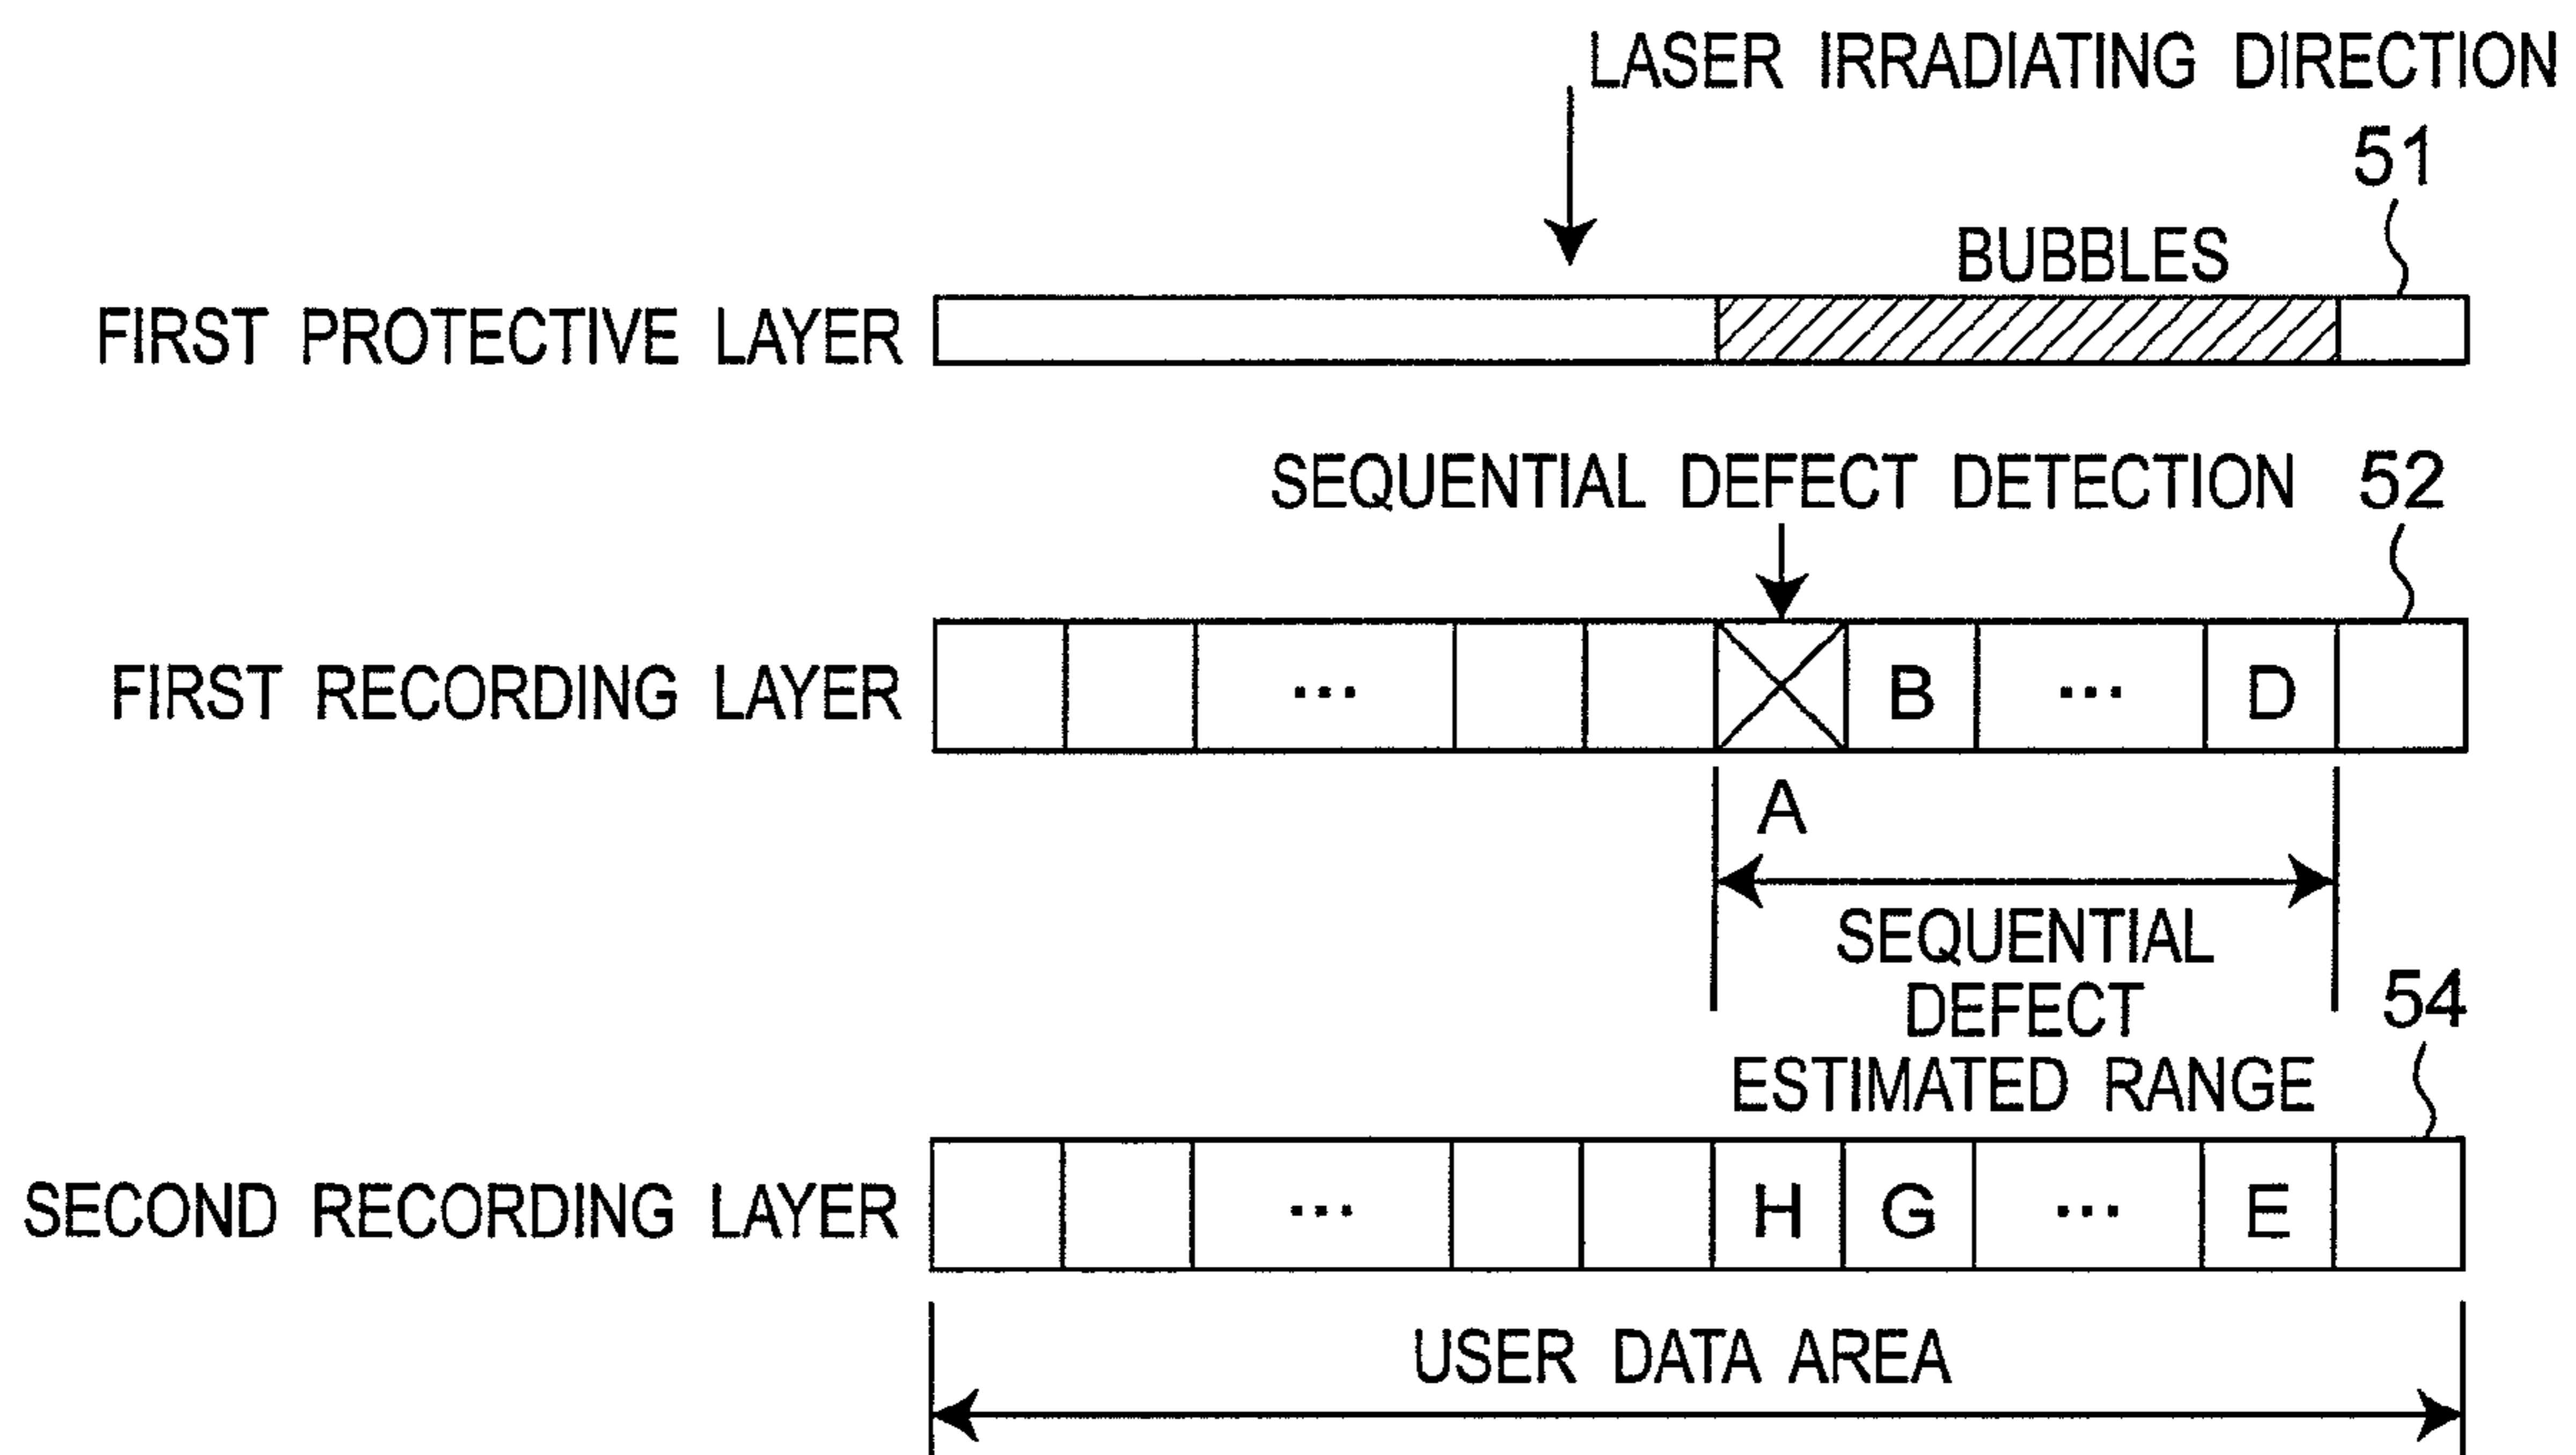 LASER IRRADIATING DIRECTION
51
BUBBLES
FIRST PROTECTIVE LAYER
SEQUENTIAL DEFECT DETECTION 52
FIRST RECORDING LAYER ... B ... D
A
SEQUENTIAL
DEFECT
ESTIMATED RANGE
54
SECOND RECORDING LAYER ... H G ... E
USER DATA AREA